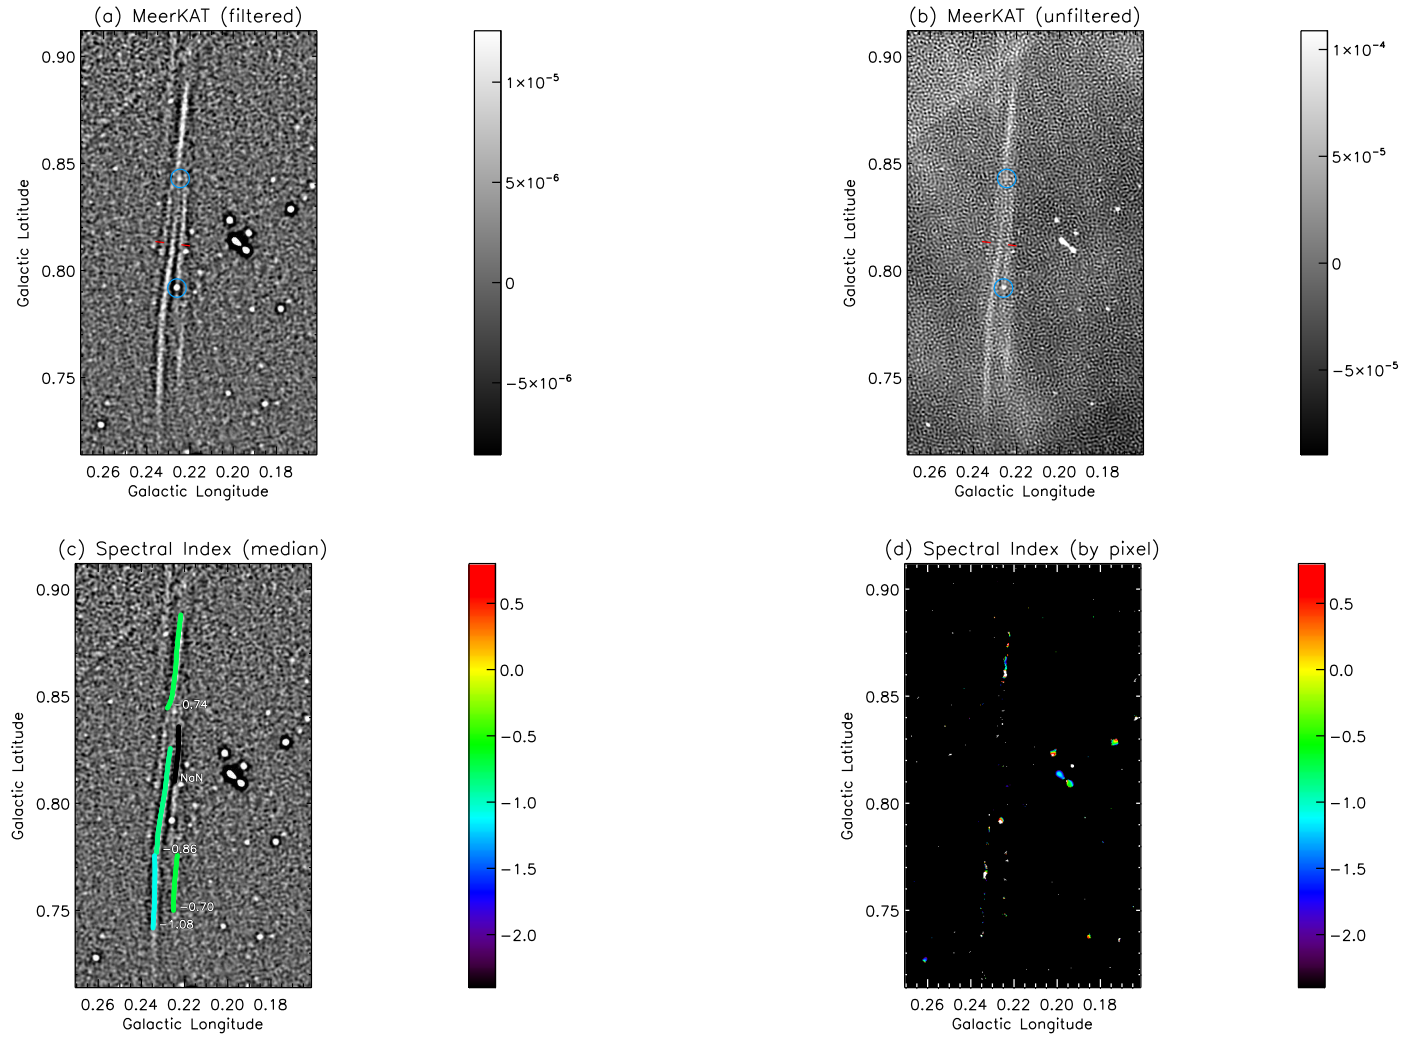 (a) MeerKAT (filtered)
0.90
0.85
0.80
0.75
Galactic Latitude
0.26 0.24 0.22 0.20 0.18
Galactic Longitude
1×10⁻⁵
5×10⁻⁶
0
−5×10⁻⁶
(b) MeerKAT (unfiltered)
0.90
0.85
0.80
0.75
Galactic Latitude
0.26 0.24 0.22 0.20 0.18
Galactic Longitude
1×10⁻⁴
5×10⁻⁵
0
−5×10⁻⁵
(c) Spectral Index (median)
0.90
0.85
0.80
0.75
Galactic Latitude
−0.74
NaN
−0.86
−0.70
−1.08
0.26 0.24 0.22 0.20 0.18
Galactic Longitude
0.5
0.0
−0.5
−1.0
−1.5
−2.0
(d) Spectral Index (by pixel)
0.90
0.85
0.80
0.75
Galactic Latitude
0.26 0.24 0.22 0.20 0.18
Galactic Longitude
0.5
0.0
−0.5
−1.0
−1.5
−2.0